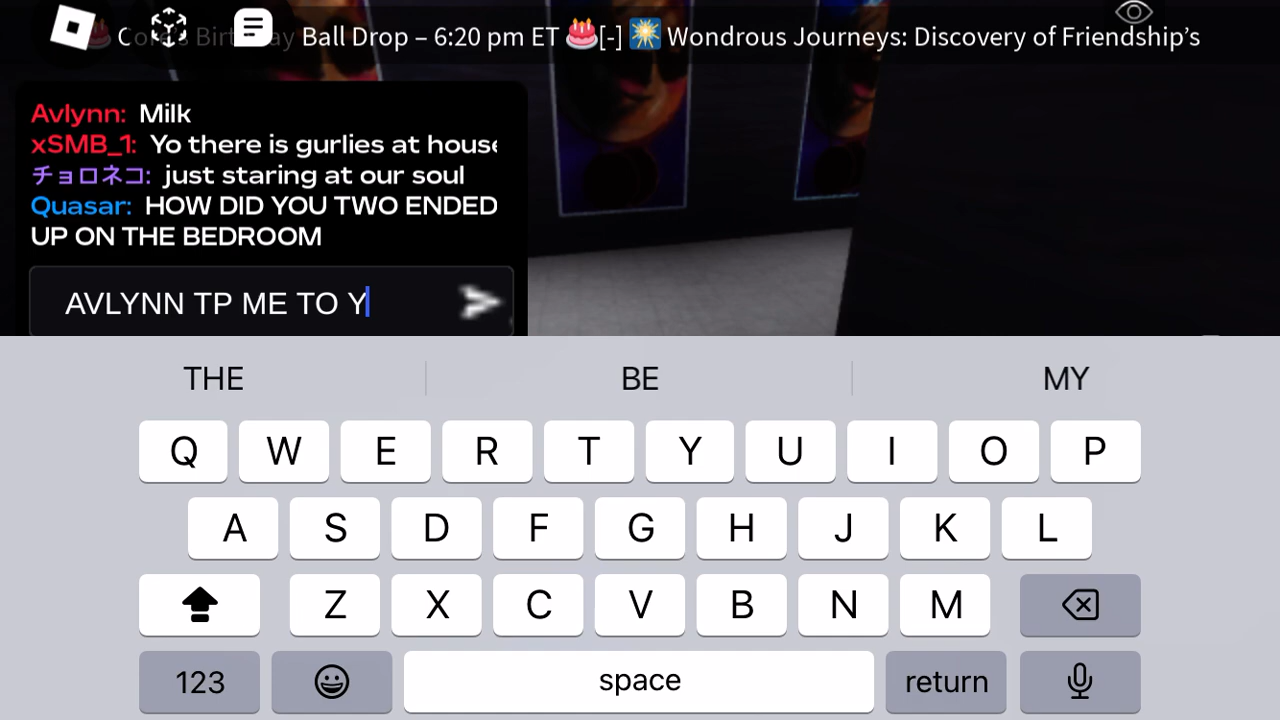 Cora's Birthday Ball Drop – 6:20 pm ET 🎂[-] 🎇 Wondrous Journeys: Discovery of Friendship's
Avlynn: Milk
xSMB_1: Yo there is gurlies at house
チョロネコ: just staring at our soul
Quasar: HOW DID YOU TWO ENDED
UP ON THE BEDROOM
AVLYNN TP ME TO Y
THE BE MY
Q W E R T Y U I O P
A S D F G H J K L
Z X C V B N M
123 space return